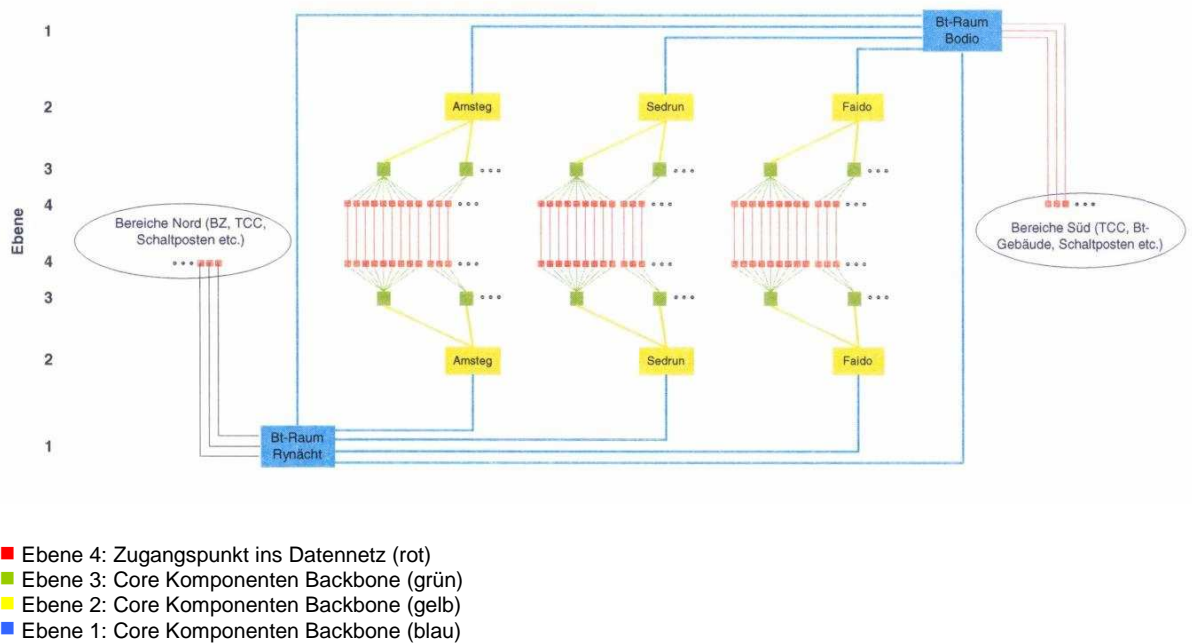 1
Bt-Raum
Bodio
2
Amsteg
Sedrun
Faido
3
4
Ebene
Bereiche Nord (BZ, TCC,
Schaltposten etc.)
Bereiche Süd (TCC, Bt-
Gebäude, Schaltposten etc.)
4
3
2
Amsteg
Sedrun
Faido
1
Bt-Raum
Rynächt
Ebene 4: Zugangspunkt ins Datennetz (rot)
Ebene 3: Core Komponenten Backbone (grün)
Ebene 2: Core Komponenten Backbone (gelb)
Ebene 1: Core Komponenten Backbone (blau)